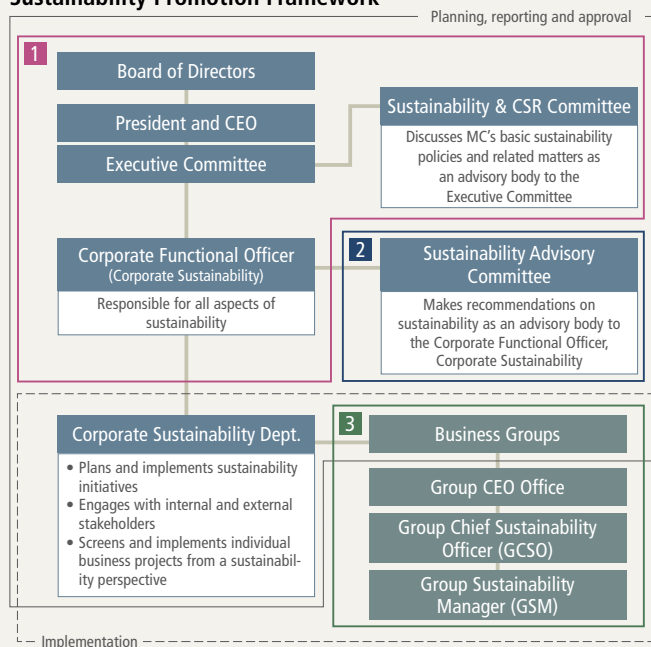 Sustainability Promotion Framework
Planning, reporting and approval
1
Board of Directors
President and CEO
Executive Committee
Sustainability & CSR Committee
Discusses MC's basic sustainability
policies and related matters as
an advisory body to the
Executive Committee
Corporate Functional Officer
(Corporate Sustainability)
Responsible for all aspects of
sustainability
2
Sustainability Advisory
Committee
Makes recommendations on
sustainability as an advisory body to
the Corporate Functional Officer,
Corporate Sustainability
Corporate Sustainability Dept.
• Plans and implements sustainability
initiatives
• Engages with internal and external
stakeholders
• Screens and implements individual
business projects from a sustainabil-
ity perspective
3
Business Groups
Group CEO Office
Group Chief Sustainability
Officer (GCSO)
Group Sustainability
Manager (GSM)
Implementation